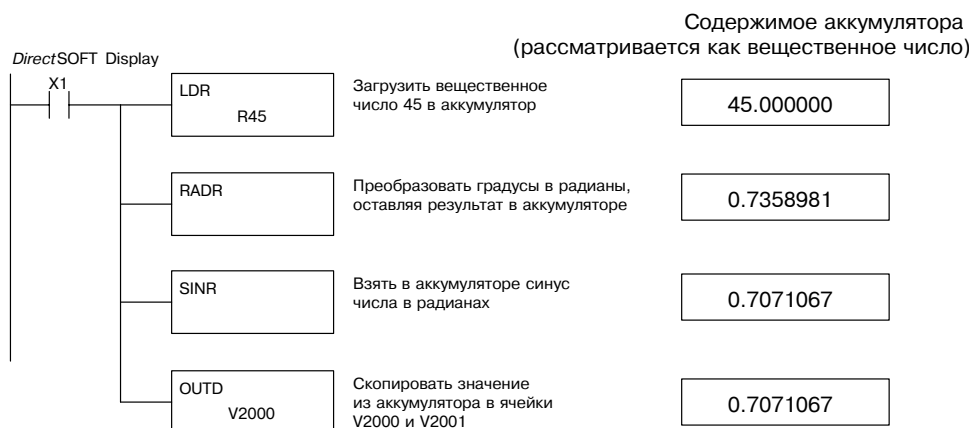 Содержимое аккумулятора
(рассматривается как вещественное число)
DirectSOFT Display
X1
LDR
R45
Загрузить вещественное
число 45 в аккумулятор
45.000000
RADR
Преобразовать градусы в радианы,
оставляя результат в аккумуляторе
0.7358981
SINR
Взять в аккумуляторе синус
числа в радианах
0.7071067
OUTD
V2000
Скопировать значение
из аккумулятора в ячейки
V2000 и V2001
0.7071067